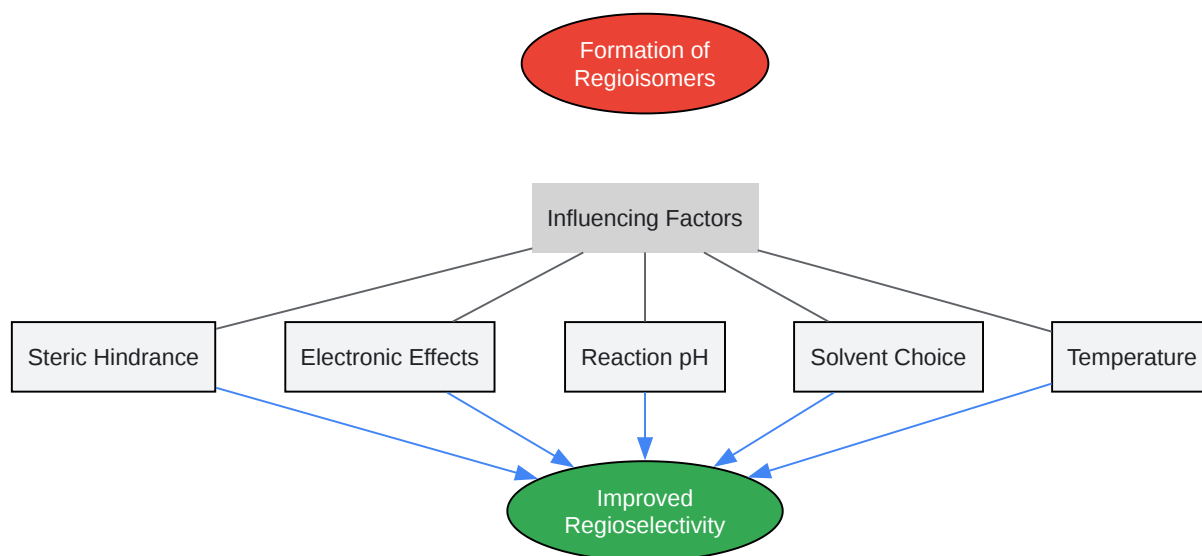 Formation of
Regioisomers
Influencing Factors
Steric Hindrance
Electronic Effects
Reaction pH
Solvent Choice
Temperature
Improved
Regioselectivity